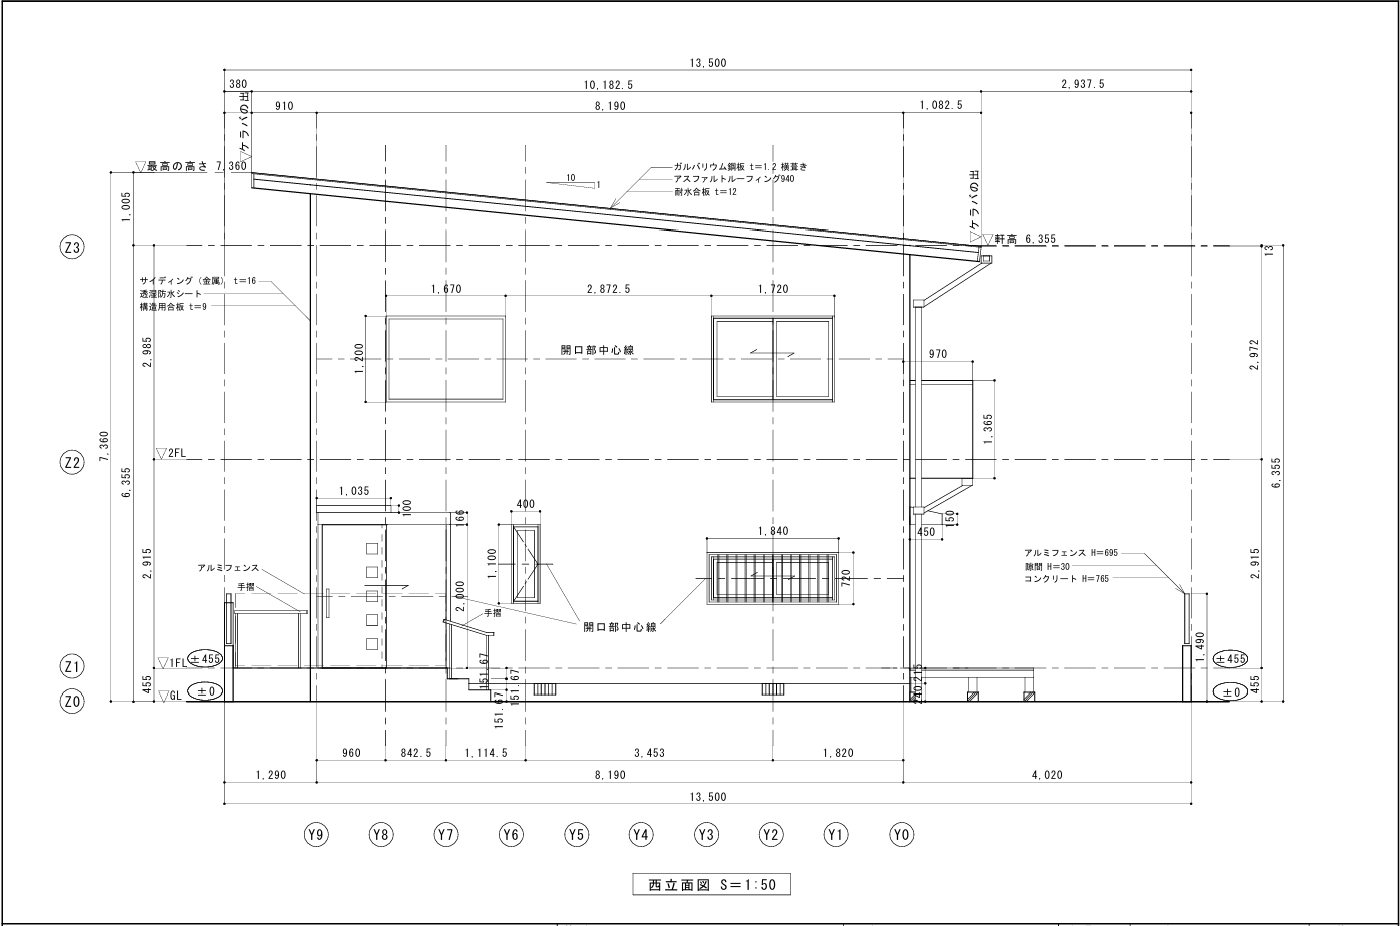 13,500
380
10,182.5
2,937.5
910
8,190
1,082.5
ケラバの出
▽最高の高さ 7,360
ガルバリウム鋼板 t=1.2 横葺き
アスファルトルーフィング940
耐水合板 t=12
10
1
ケラバの出
▽軒高 6,355
1,005
Z3
13
サイディング（金属） t=16
透湿防水シート
構造用合板 t=9
1,670
2,872.5
1,720
2,985
1,200
開口部中心線
970
2,972
1,365
7,360
6,355
6,355
Z2
▽2FL
1,035
100
166
400
1,840
150
450
2,915
1,100
720
2,000
アルミフェンス
手摺
手摺
開口部中心線
アルミフェンス H=695
隙間 H=30
コンクリート H=765
2,915
1,490
Z1
▽1FL
±455
±455
151.67
151.67
151.67
215
240
455
455
Z0
▽GL
±0
±0
960
842.5
1,114.5
3,453
1,820
1,290
8,190
4,020
13,500
Y9
Y8
Y7
Y6
Y5
Y4
Y3
Y2
Y1
Y0
西立面図 S=1:50